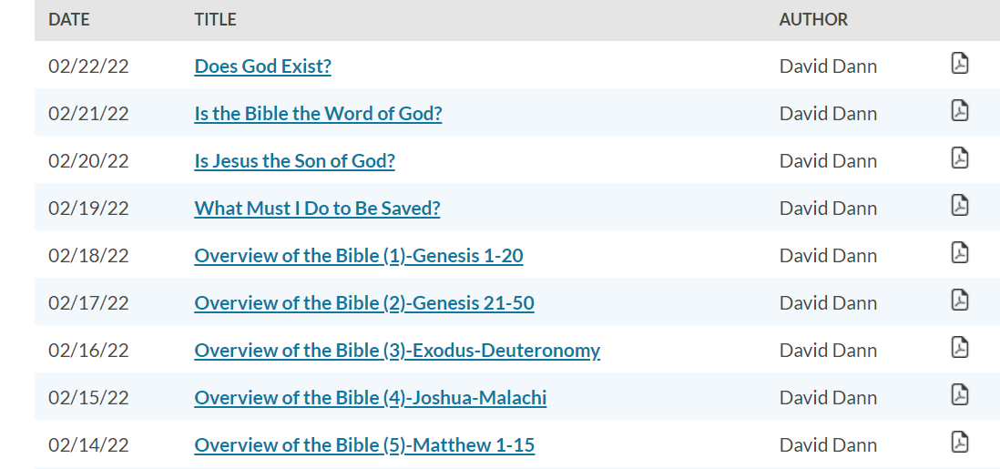 DATE TITLE AUTHOR
02/22/22 Does God Exist? David Dann
02/21/22 Is the Bible the Word of God? David Dann
02/20/22 Is Jesus the Son of God? David Dann
02/19/22 What Must I Do to Be Saved? David Dann
02/18/22 Overview of the Bible (1)-Genesis 1-20 David Dann
02/17/22 Overview of the Bible (2)-Genesis 21-50 David Dann
02/16/22 Overview of the Bible (3)-Exodus-Deuteronomy David Dann
02/15/22 Overview of the Bible (4)-Joshua-Malachi David Dann
02/14/22 Overview of the Bible (5)-Matthew 1-15 David Dann